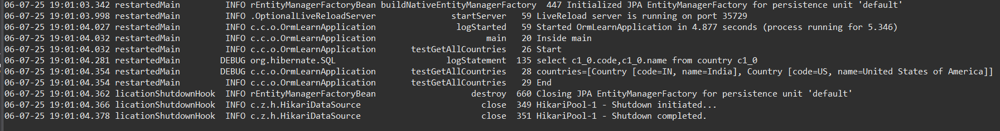 06-07-25 19:01:03.342 restartedMain INFO rEntityManagerFactoryBean buildNativeEntityManagerFactory 447 Initialized JPA EntityManagerFactory for persistence unit 'default'
06-07-25 19:01:03.998 restartedMain INFO .OptionalLiveReloadServer startServer 59 LiveReload server is running on port 35729
06-07-25 19:01:04.027 restartedMain INFO c.c.o.OrmLearnApplication logStarted 59 Started OrmLearnApplication in 4.877 seconds (process running for 5.346)
06-07-25 19:01:04.032 restartedMain INFO c.c.o.OrmLearnApplication main 20 Inside main
06-07-25 19:01:04.032 restartedMain INFO c.c.o.OrmLearnApplication testGetAllCountries 26 Start
06-07-25 19:01:04.281 restartedMain DEBUG org.hibernate.SQL logStatement 135 select c1_0.code,c1_0.name from country c1_0
06-07-25 19:01:04.354 restartedMain DEBUG c.c.o.OrmLearnApplication testGetAllCountries 28 countries=[Country [code=IN, name=India], Country [code=US, name=United States of America]]
06-07-25 19:01:04.354 restartedMain INFO c.c.o.OrmLearnApplication testGetAllCountries 29 End
06-07-25 19:01:04.362 licationShutdownHook INFO rEntityManagerFactoryBean destroy 660 Closing JPA EntityManagerFactory for persistence unit 'default'
06-07-25 19:01:04.366 licationShutdownHook INFO c.z.h.HikariDataSource close 349 HikariPool-1 - Shutdown initiated...
06-07-25 19:01:04.378 licationShutdownHook INFO c.z.h.HikariDataSource close 351 HikariPool-1 - Shutdown completed.